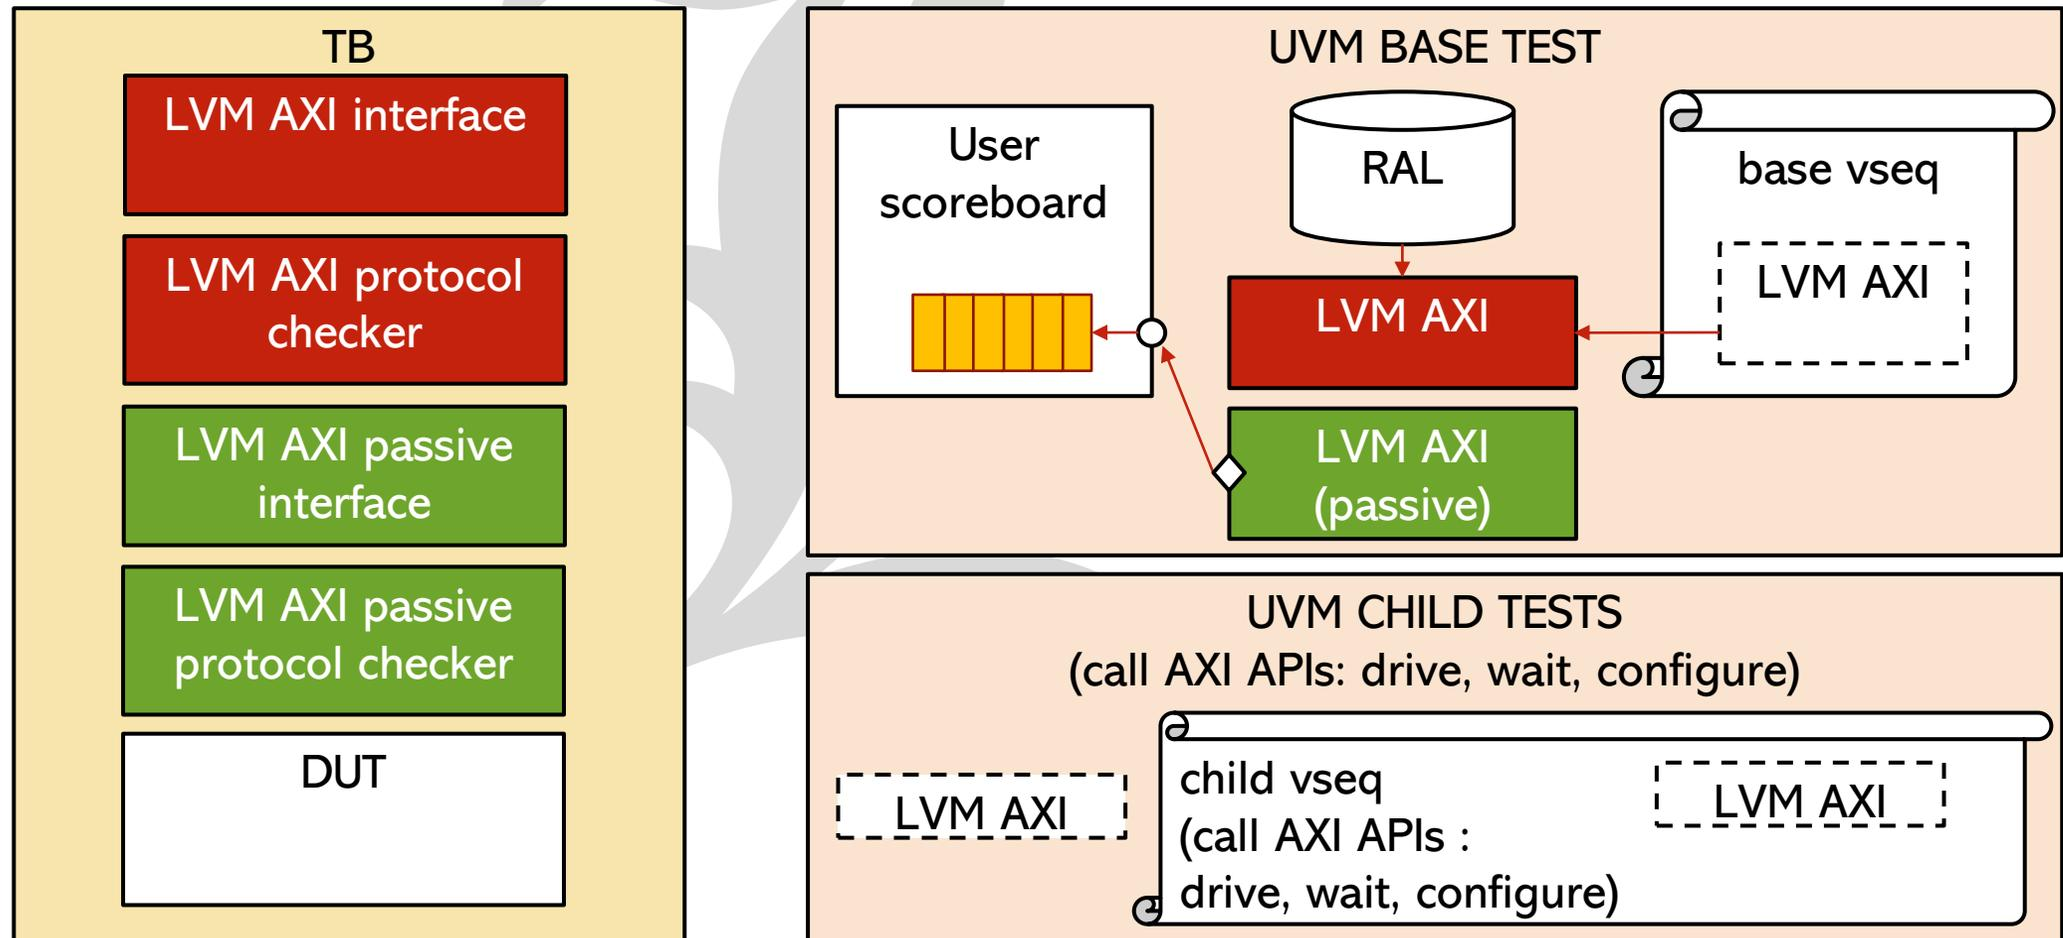 TB
LVM AXI interface
LVM AXI protocol
checker
LVM AXI passive
interface
LVM AXI passive
protocol checker
DUT
UVM BASE TEST
User
scoreboard
RAL
LVM AXI
LVM AXI
(passive)
base vseq
LVM AXI
UVM CHILD TESTS
(call AXI APIs: drive, wait, configure)
LVM AXI
child vseq
(call AXI APIs :
drive, wait, configure)
LVM AXI